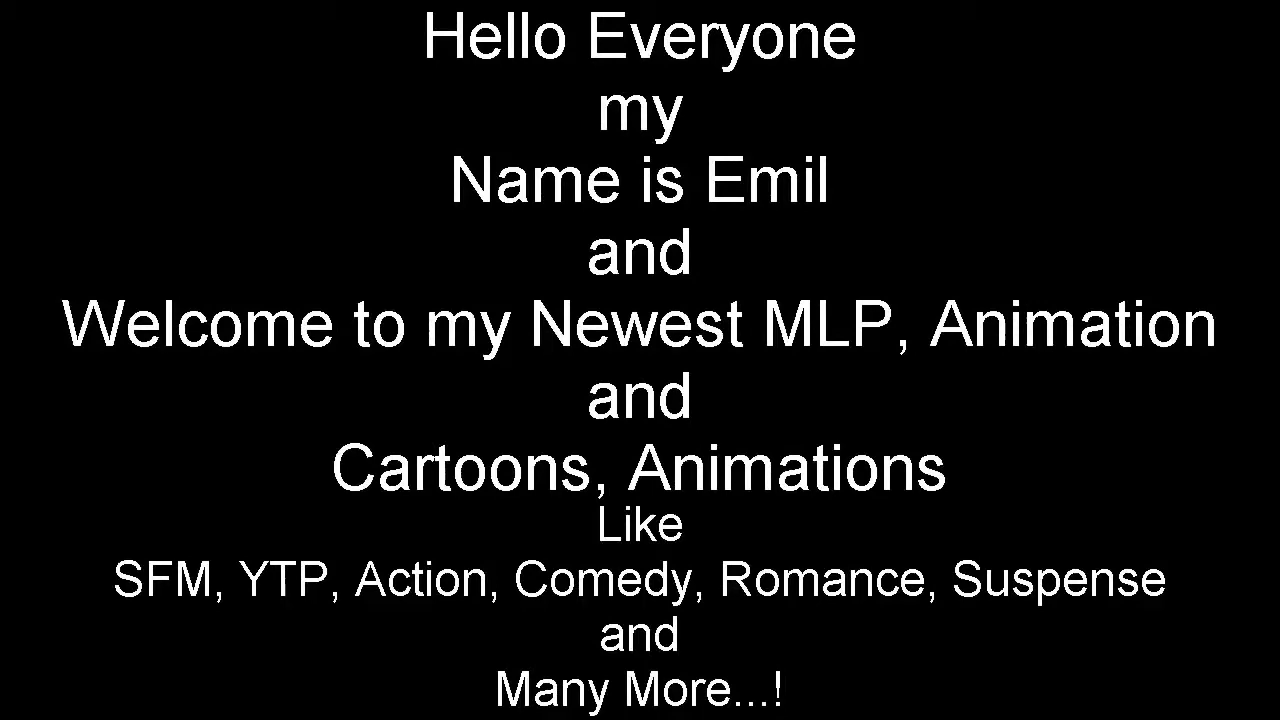 Hello Everyone
my
Name is Emil
and
Welcome to my Newest MLP, Animation
and
Cartoons, Animations
Like
SFM, YTP, Action, Comedy, Romance, Suspense
and
Many More...!